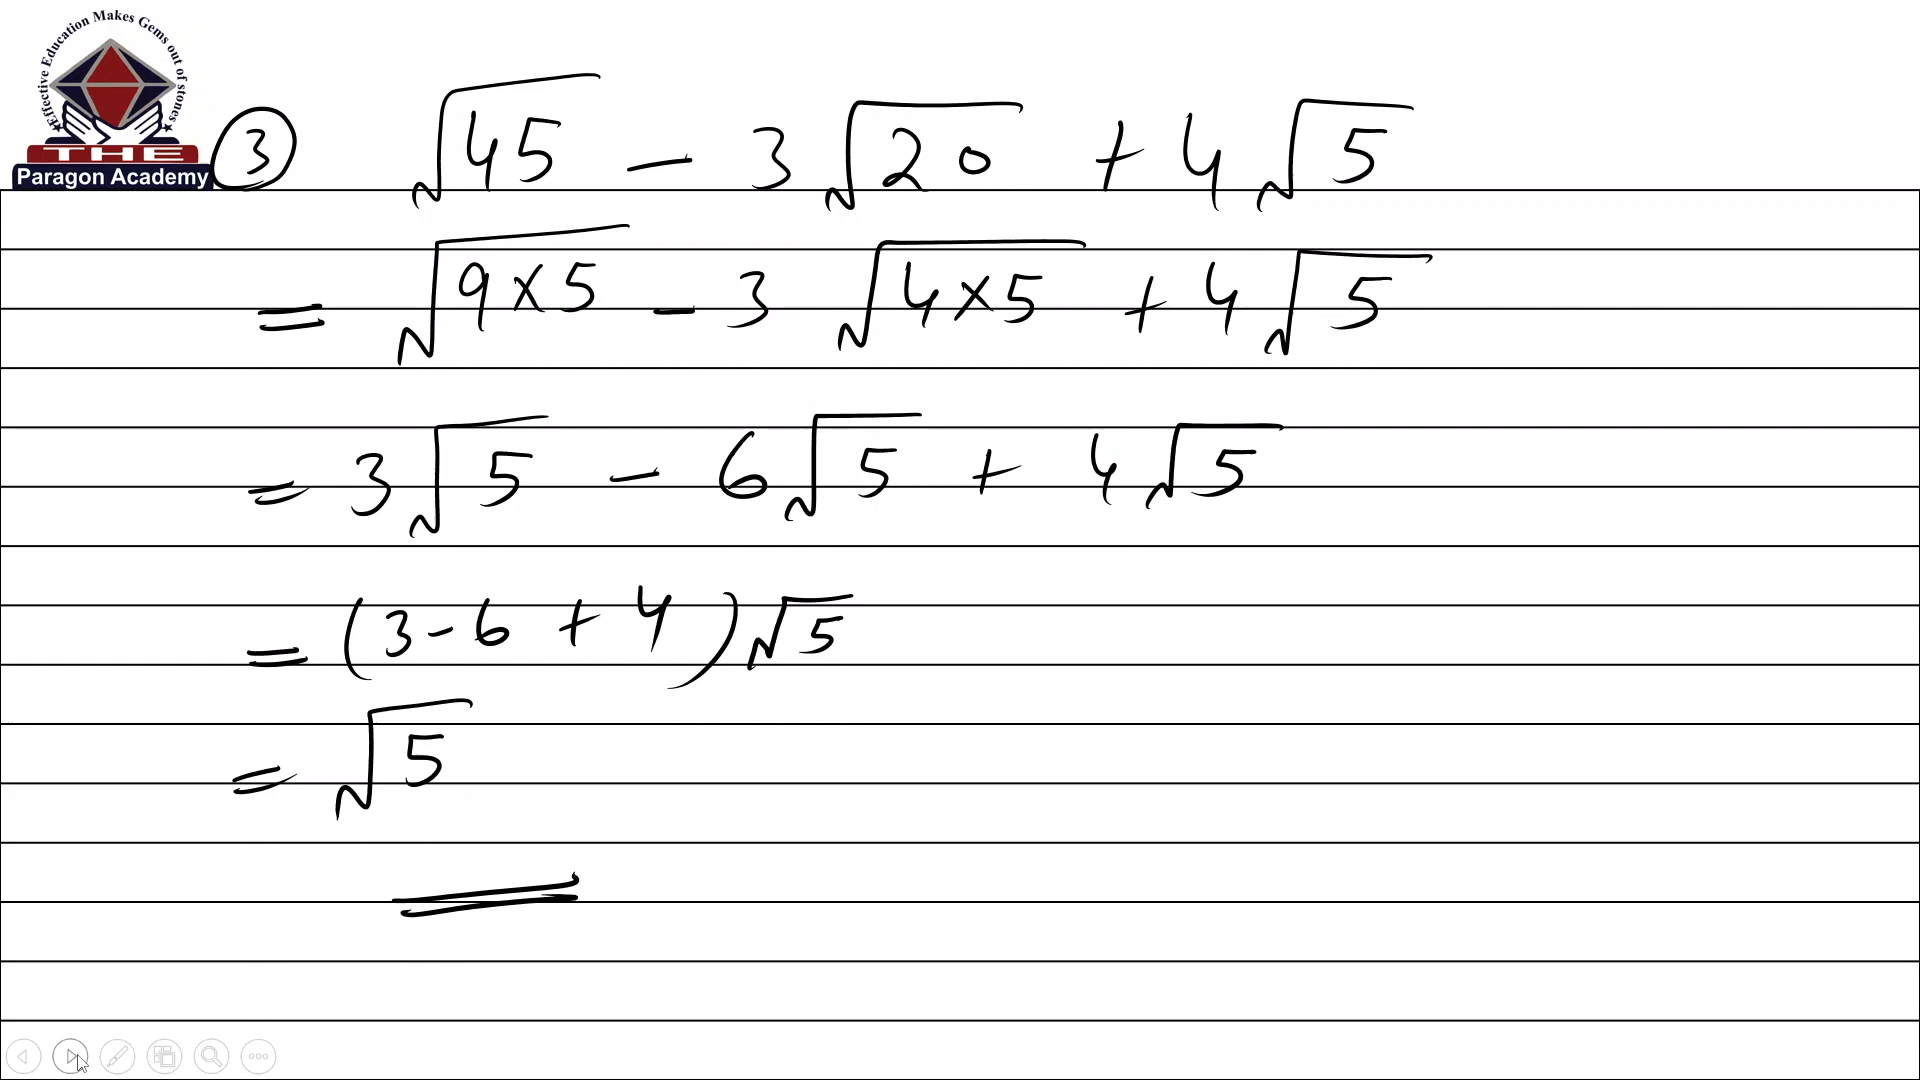 Effective Education Makes Gems out of stones
THE
Paragon Academy
③ √45 - 3√20 + 4√5
= √9×5 - 3 √4×5 + 4√5
= 3√5 - 6√5 + 4√5
= (3-6+4)√5
= √5